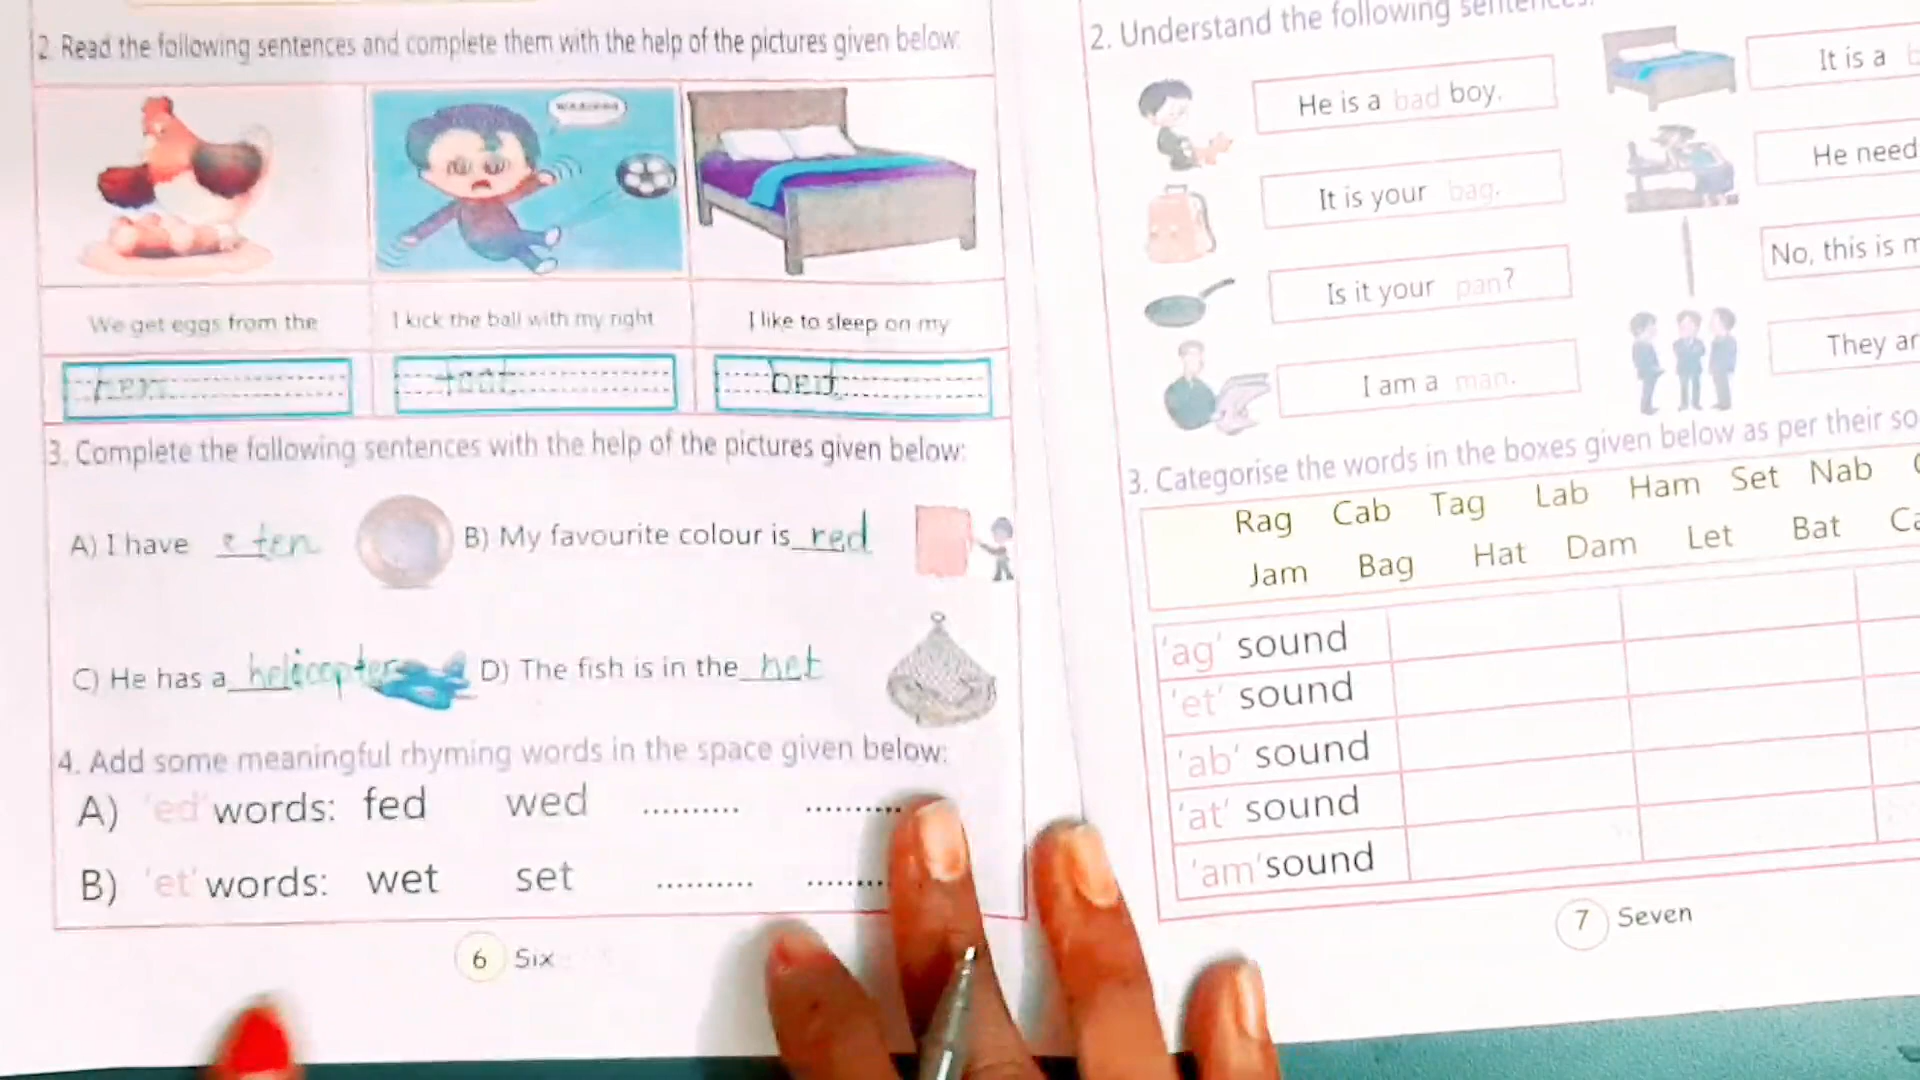 2. Read the following sentences and complete them with the help of the pictures given below:
We get eggs from the
I kick the ball with my right
I like to sleep on my
hen
foot
bed
3. Complete the following sentences with the help of the pictures given below:
A) I have ten
B) My favourite colour is red
C) He has a helicopter
D) The fish is in the net
4. Add some meaningful rhyming words in the space given below:
A) 'ed' words: fed wed .......... ..........
B) 'et' words: wet set .......... ........
6 Six
2. Understand the following
He is a bad boy.
It is a
It is your bag.
He need
Is it your pan?
No, this is m
I am a man.
They ar
3. Categorise the words in the boxes given below as per their so
Rag Cab Tag Lab Ham Set Nab
Jam Bag Hat Dam Let Bat Ca
'ag' sound
'et' sound
'ab' sound
'at' sound
'am' sound
7 Seven